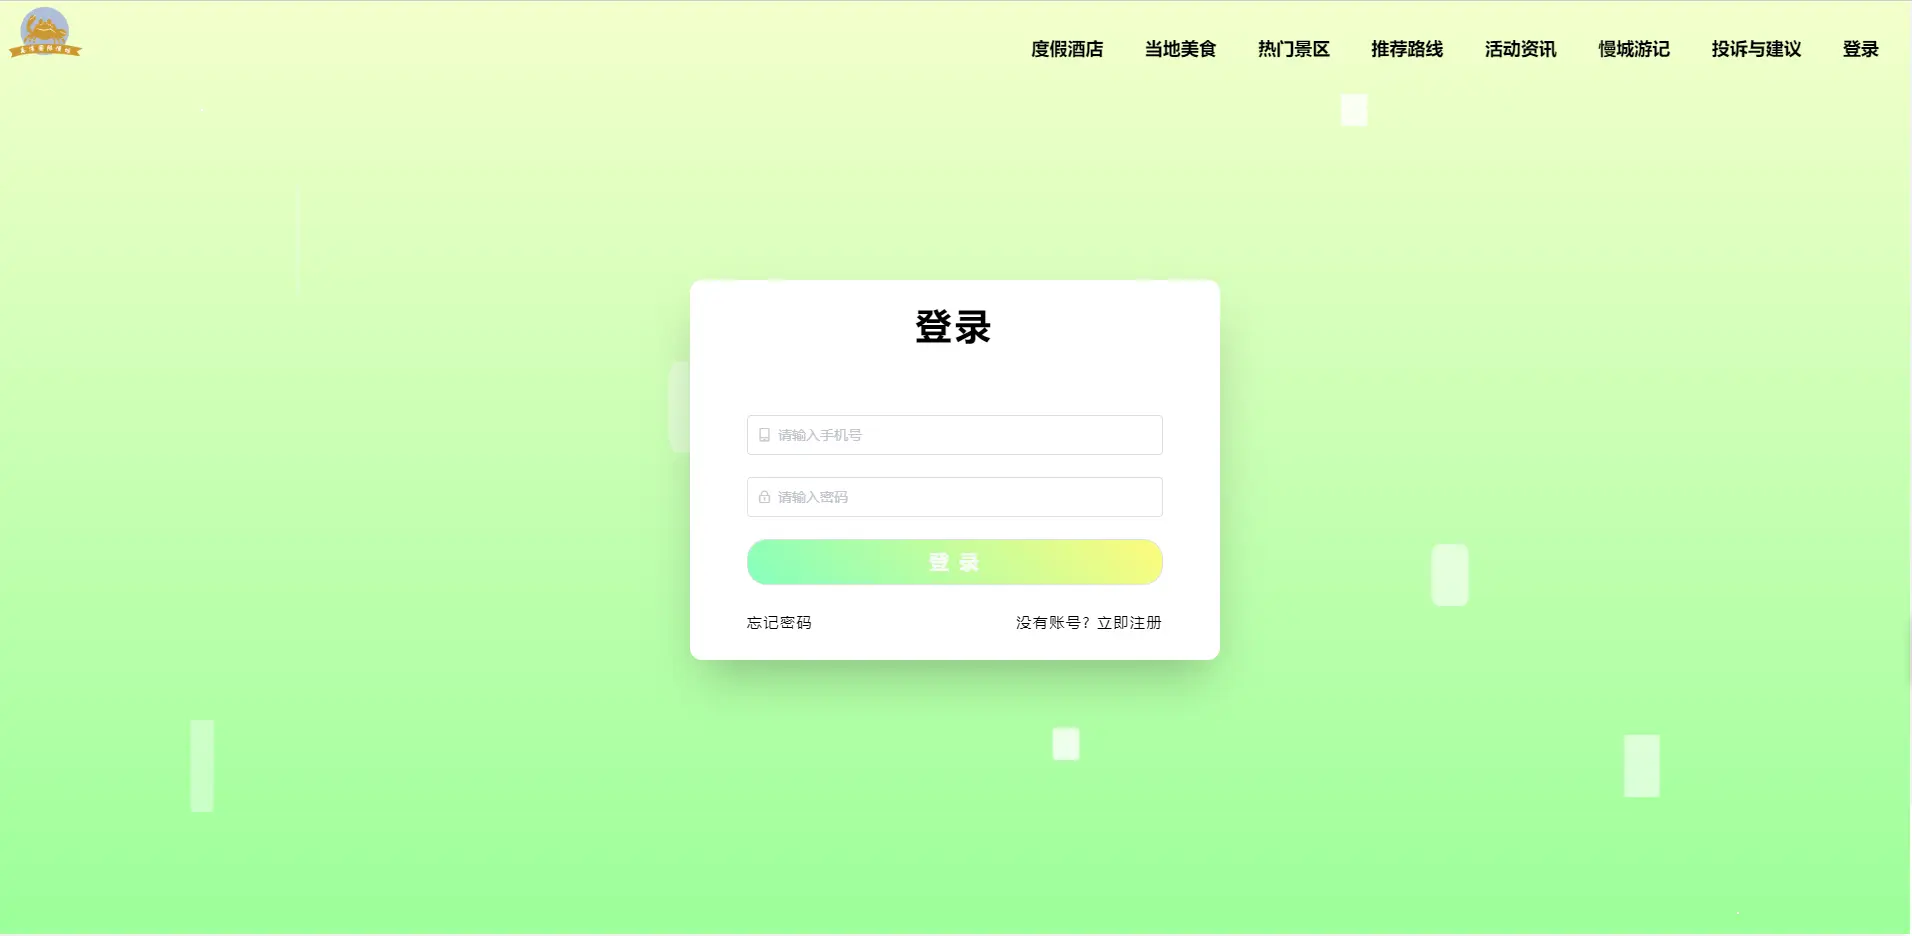 度假酒店 当地美食 热门景区 推荐路线 活动资讯 慢城游记 投诉与建议 登录
登录
请输入手机号
请输入密码
登 录
忘记密码 没有账号? 立即注册